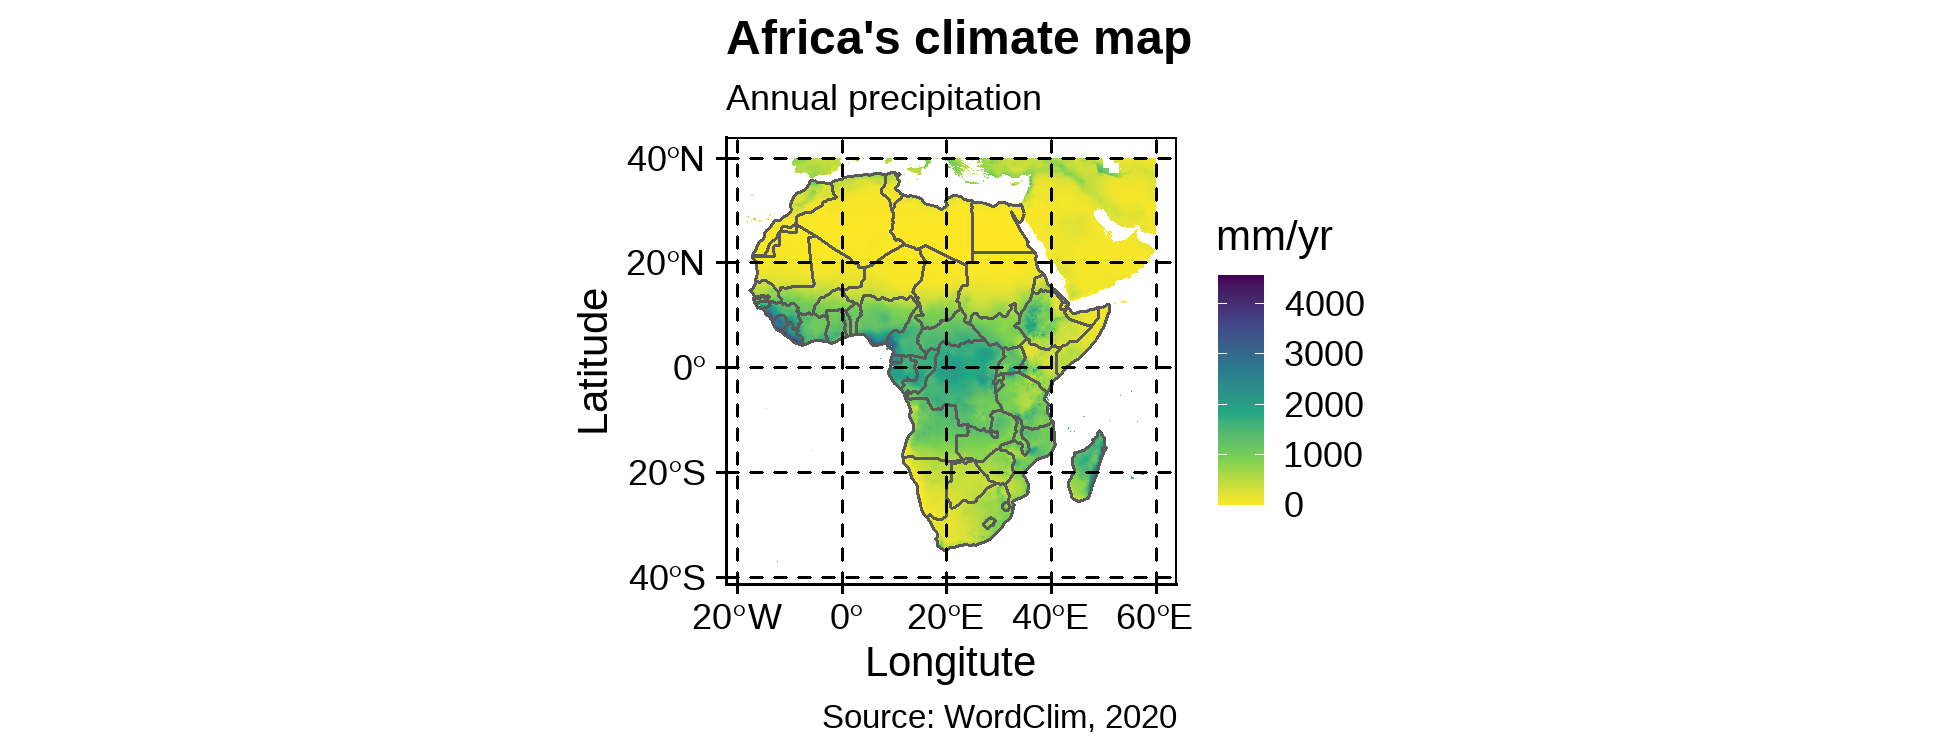 Africa's climate map
Annual precipitation
40°N
20°N
0°
20°S
40°S
Latitude
20°W 0° 20°E 40°E 60°E
Longitute
mm/yr
4000
3000
2000
1000
0
Source: WordClim, 2020